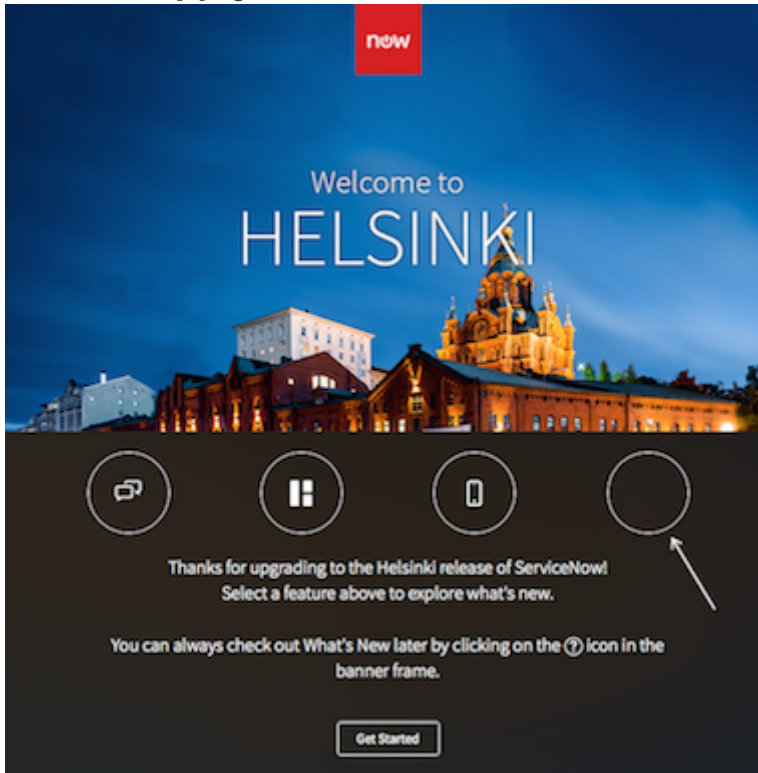 now
Welcome to
HELSINKI
Thanks for upgrading to the Helsinki release of ServiceNow!
Select a feature above to explore what's new.
You can always check out What's New later by clicking on the ? icon in the
banner frame.
Get Started